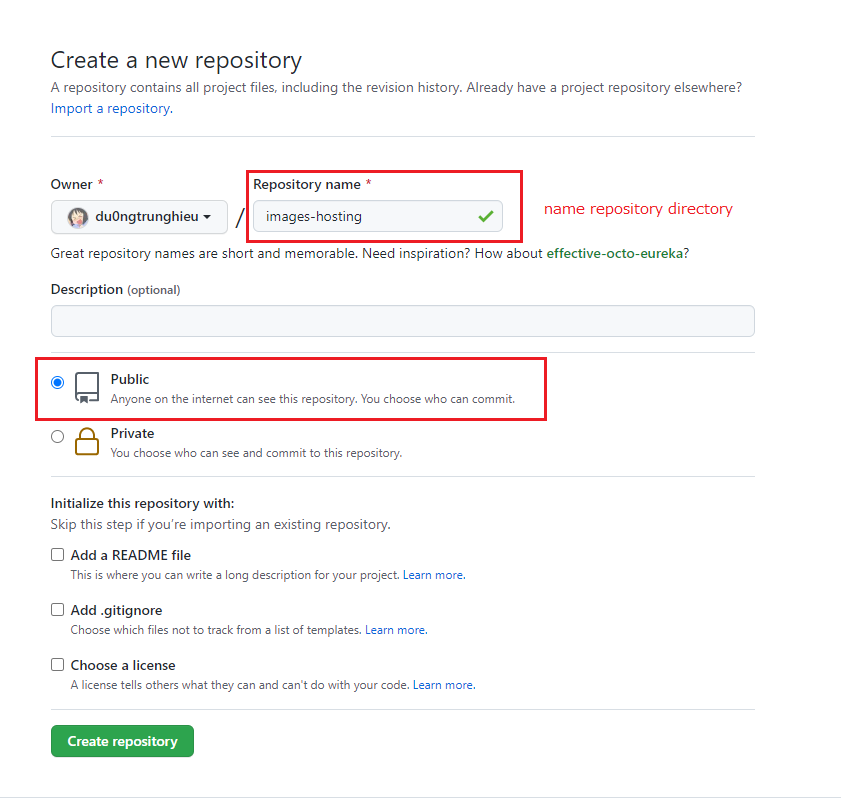 Create a new repository
A repository contains all project files, including the revision history. Already have a project repository elsewhere?
Import a repository.
Owner *
Repository name *
du0ngtrunghieu
/
images-hosting
name repository directory
Great repository names are short and memorable. Need inspiration? How about effective-octo-eureka?
Description (optional)
Public
Anyone on the internet can see this repository. You choose who can commit.
Private
You choose who can see and commit to this repository.
Initialize this repository with:
Skip this step if you’re importing an existing repository.
Add a README file
This is where you can write a long description for your project. Learn more.
Add .gitignore
Choose which files not to track from a list of templates. Learn more.
Choose a license
A license tells others what they can and can't do with your code. Learn more.
Create repository